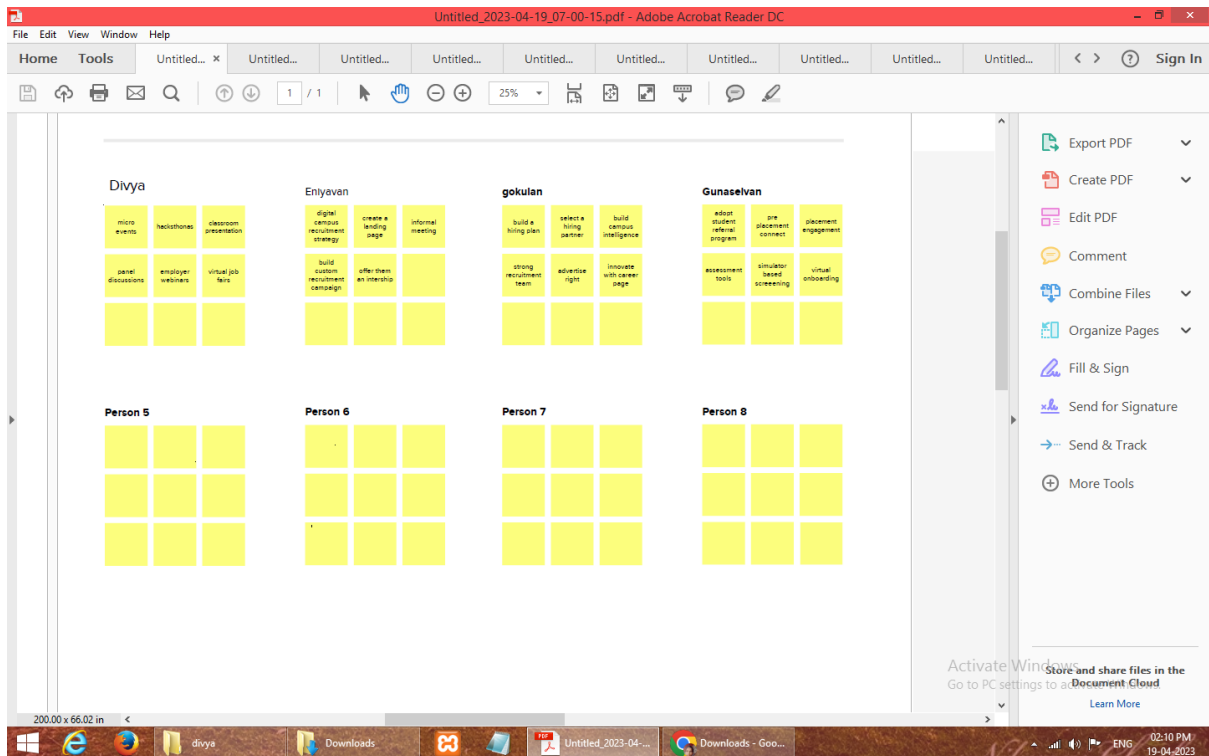 Untitled_2023-04-19_07-00-15.pdf - Adobe Acrobat Reader DC
File Edit View Window Help
Home Tools Untitled... × Untitled... Untitled... Untitled... Untitled... Untitled... Untitled... Untitled... Untitled... Untitled... Sign In
1 / 1 25%
Divya
micro
events
hacksthonas
classroom
presentation
panel
discussions
employer
webinars
virtual job
fairs
Eniyavan
digital
campus
recruitment
strategy
create a
landing
page
informal
meeting
build
custom
recruitment
campaign
offer them
an intership
gokulan
build a
hiring plan
select a
hiring
partner
build
campus
intelligence
strong
recruitment
team
advertise
right
innovate
with career
page
Gunaselvan
adopt
student
referral
program
pre
placement
connect
placement
engagement
assessment
tools
simulator
based
screeening
virtual
onboarding
Person 5
Person 6
Person 7
Person 8
Export PDF
Create PDF
Edit PDF
Comment
Combine Files
Organize Pages
Fill & Sign
Send for Signature
Send & Track
More Tools
Activate Windows
Go to PC settings to activate Windows.
Store and share files in the
Document Cloud
Learn More
200.00 x 66.02 in
divya
Downloads
Untitled_2023-04-...
Downloads - Goo...
ENG
02:10 PM
19-04-2023